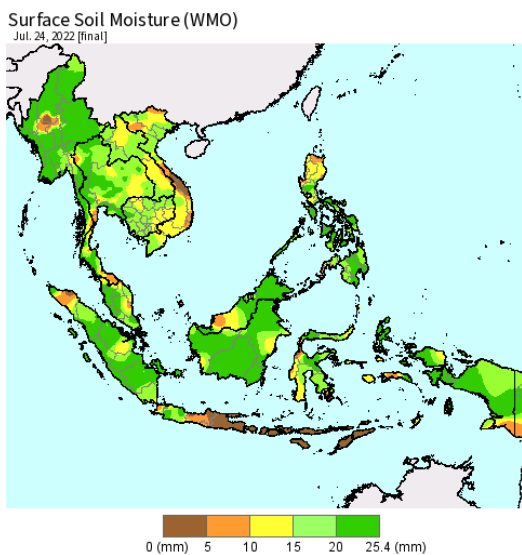 Surface Soil Moisture (WMO)
Jul. 24, 2022 [final]
0 (mm) 5 10 15 20 25.4 (mm)